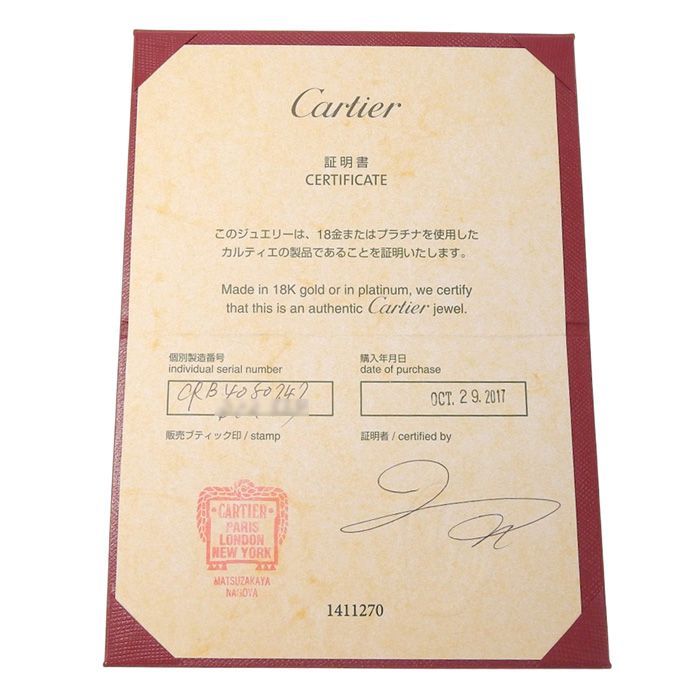 Cartier
証明書
CERTIFICATE
このジュエリーは、18金またはプラチナを使用した
カルティエの製品であることを証明いたします。
Made in 18K gold or in platinum, we certify
that this is an authentic Cartier jewel.
個別製造番号
individual serial number
CRB4080747
購入年月日
date of purchase
OCT. 29.2017
販売ブティック印 / stamp
証明者 / certified by
CARTIER
PARIS
LONDON
NEW YORK
MATSUZAKAYA
NAGOYA
1411270